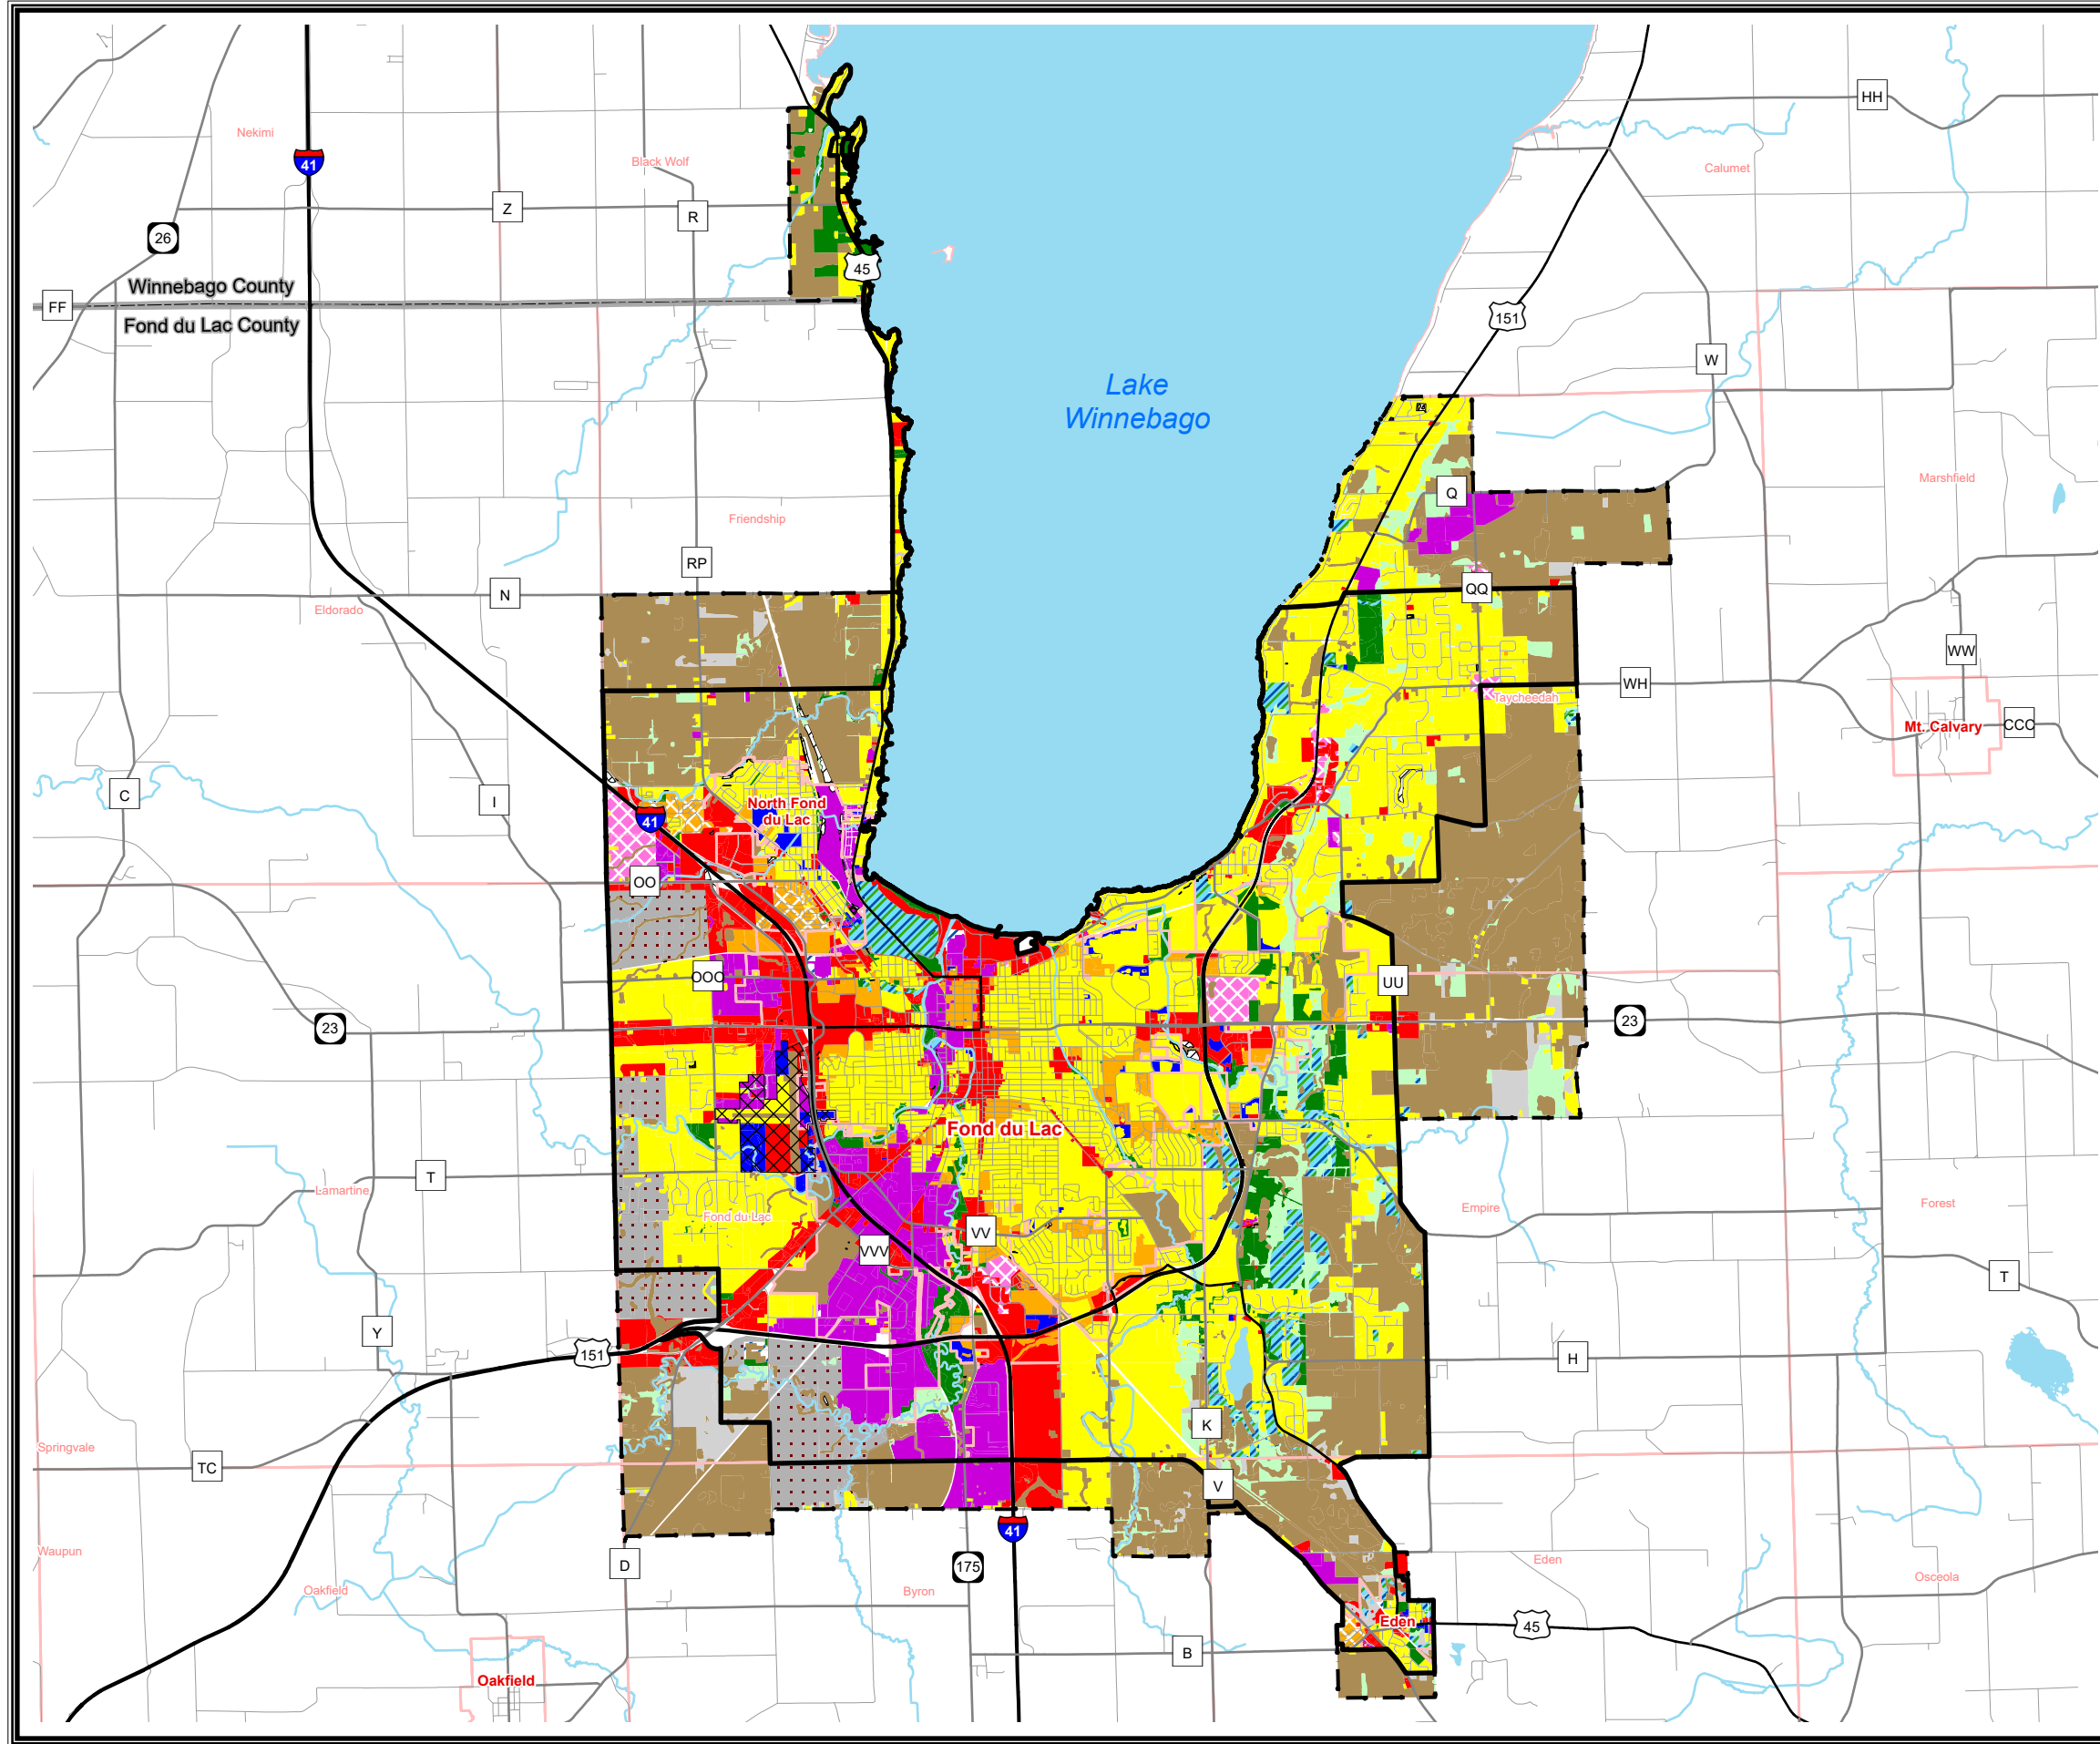 HH
Nekimi
41
Black Wolf
Calumet
Z
R
26
45
Winnebago County
FF
Fond du Lac County
151
W
Lake
Winnebago
Marshfield
Q
Friendship
RP
QQ
N
Eldorado
WW
WH
Taycheedah
Mt. Calvary
CCC
C
I
North Fond
du Lac
41
OO
OOO
UU
23
23
Fond du Lac
T
Lamartine
Empire
Forest
Fond du Lac
VV
VVV
T
Y
151
H
K
Springvale
TC
V
41
Waupun
D
175
Eden
Oakfield
Byron
Osceola
Eden
45
B
Oakfield